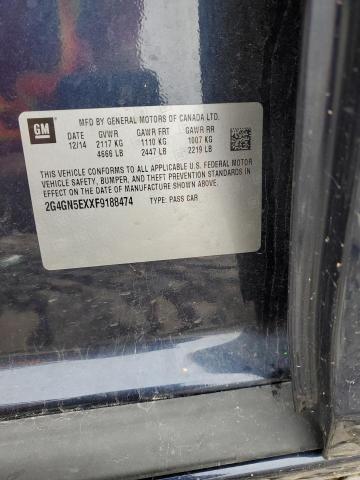 GM
MFD BY GENERAL MOTORS OF CANADA LTD.
DATE GVWR GAWR FRT GAWR RR
12/14 2117 KG 1110 KG 1007 KG
4666 LB 2447 LB 2219 LB
THIS VEHICLE CONFORMS TO ALL APPLICABLE U.S. FEDERAL MOTOR
VEHICLE SAFETY, BUMPER, AND THEFT PREVENTION STANDARDS IN
EFFECT ON THE DATE OF MANUFACTURE SHOWN ABOVE.
2G4GN5EXXF9188474 TYPE: PASS CAR